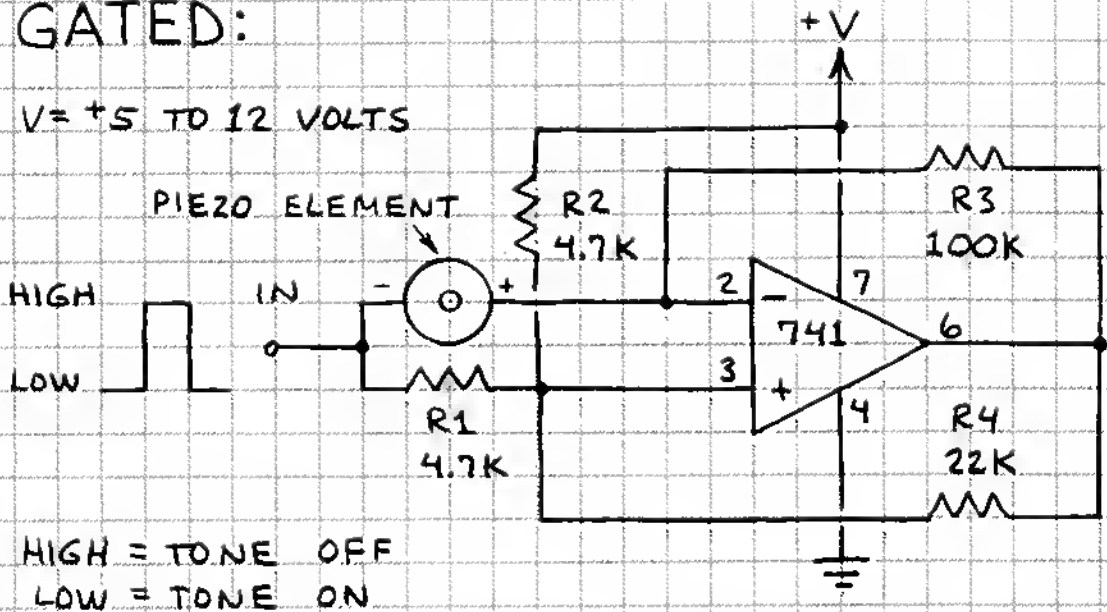 GATED:
+V
V= +5 TO 12 VOLTS
PIEZO ELEMENT
R2
4.7K
R3
100K
HIGH
IN
-
+
2
-
7
741
6
LOW
3
+
4
R1
4.7K
R4
22K
HIGH = TONE OFF
LOW = TONE ON